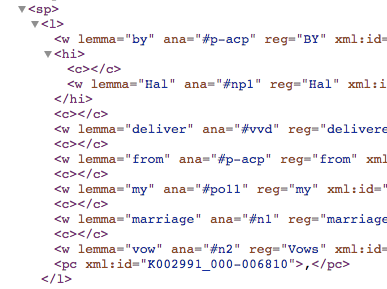 ▼<sp>
▼<l>
<w lemma="by" ana="#p-acp" reg="BY" xml:id=
▼<hi>
<c></c>
<w lemma="Hal" ana="#np1" reg="Hal" xml:i
</hi>
<c></c>
<w lemma="deliver" ana="#vvd" reg="delivere
<c></c>
<w lemma="from" ana="#p-acp" reg="from" xml
<c></c>
<w lemma="my" ana="#po11" reg="my" xml:id="
<c></c>
<w lemma="marriage" ana="#n1" reg="marriage
<c></c>
<w lemma="vow" ana="#n2" reg="Vows" xml:id=
<pc xml:id="K002991_000-006810">,</pc>
</l>